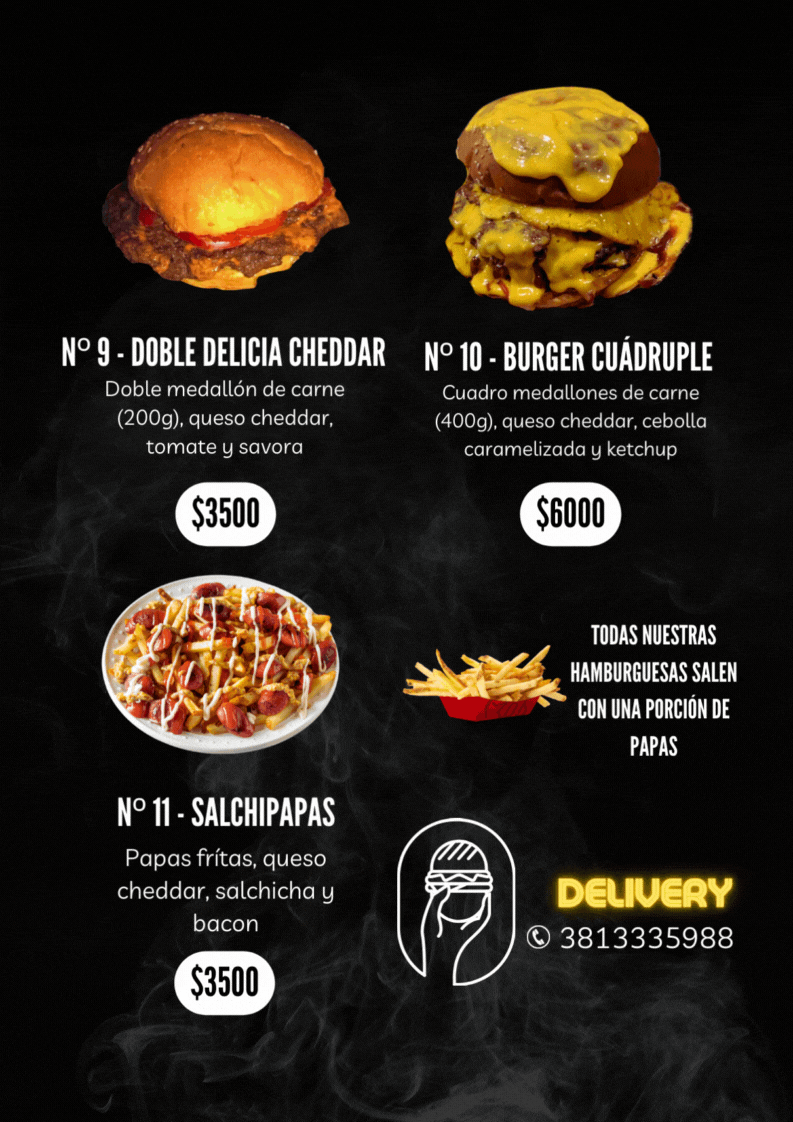 Nº 9 - DOBLE DELICIA CHEDDAR
Doble medallón de carne
(200g), queso cheddar,
tomate y savora
$3500
Nº 10 - BURGER CUÁDRUPLE
Cuadro medallones de carne
(400g), queso cheddar, cebolla
caramelizada y ketchup
$6000
Nº 11 - SALCHIPAPAS
Papas frítas, queso
cheddar, salchicha y
bacon
$3500
TODAS NUESTRAS
HAMBURGUESAS SALEN
CON UNA PORCIÓN DE
PAPAS
DELIVERY
3813335988